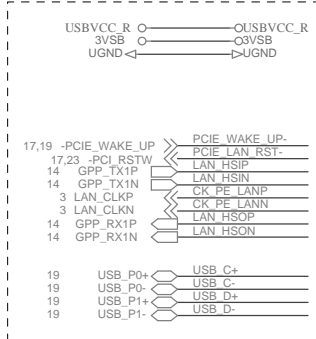 USBVCC_R USBVCC_R
3VSB 3VSB
UGND UGND
17,19 -PCIE_WAKE_UP PCIE_WAKE_UP-
17,23 -PCI_RSTW PCIE_LAN_RST-
14 GPP_TX1P LAN_HSIP
14 GPP_TX1N LAN_HSIN
3 LAN_CLKP CK_PE_LANP
3 LAN_CLKN CK_PE_LANN
14 GPP_RX1P LAN_HSOP
14 GPP_RX1N LAN_HSON
19 USB_P0+ USB_C+
19 USB_P0- USB_C-
19 USB_P1+ USB_D+
19 USB_P1- USB_D-